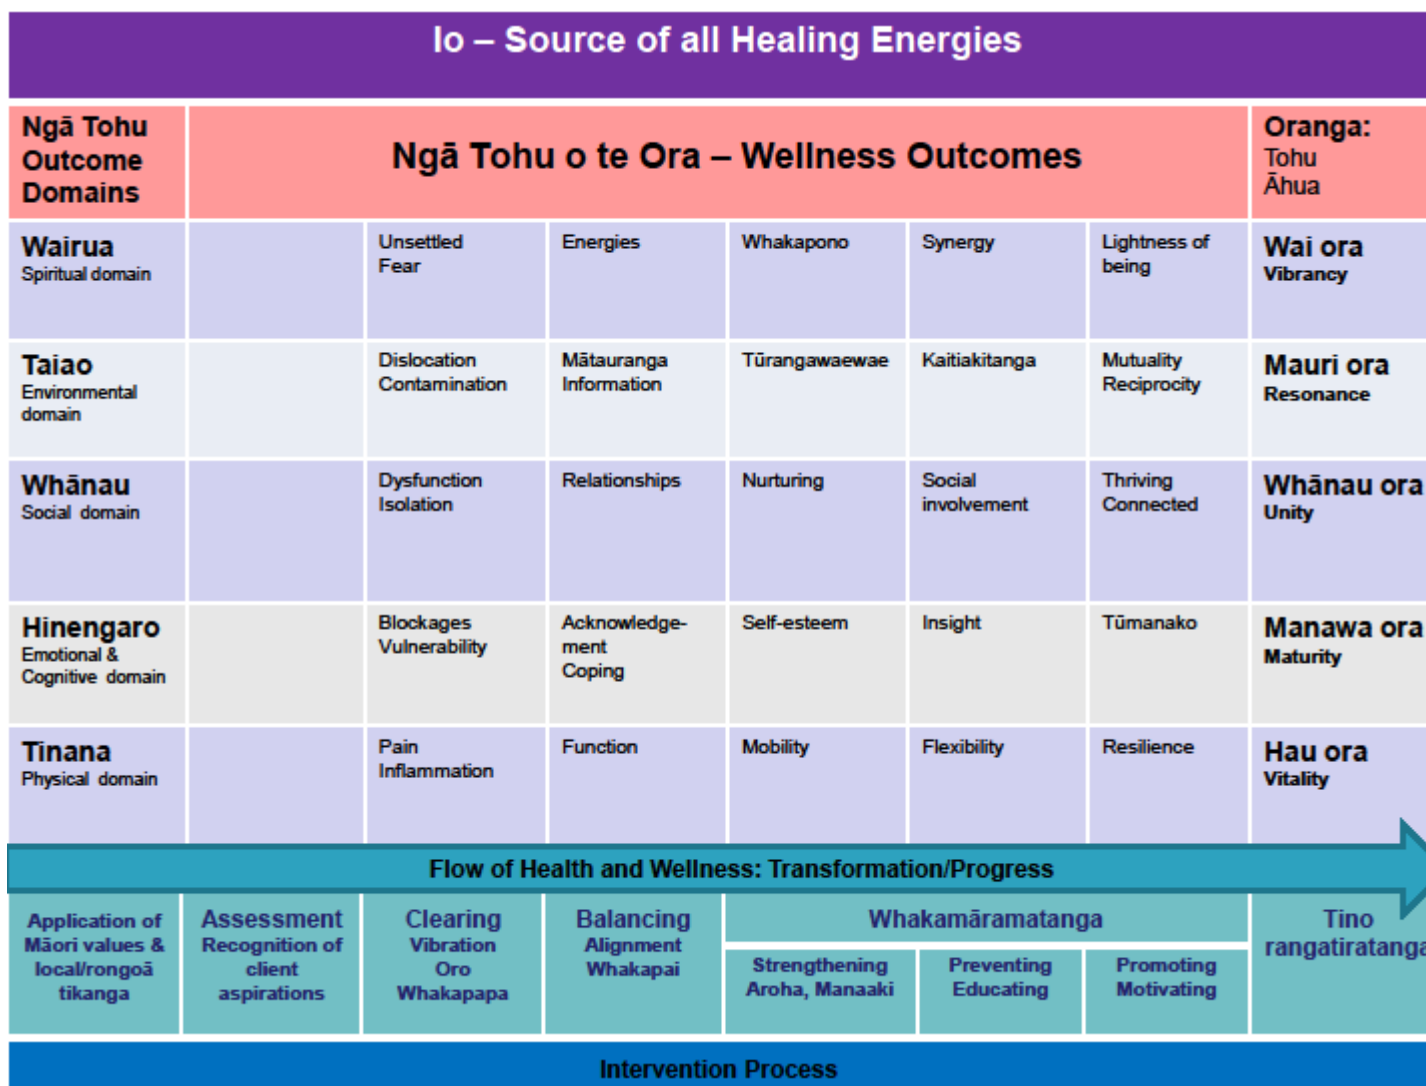 Io – Source of all Healing Energies
Ngā Tohu
Outcome
Domains
Ngā Tohu o te Ora – Wellness Outcomes
Oranga:
Tohu
Āhua
Wairua
Spiritual domain
Unsettled
Fear
Energies
Whakapono
Synergy
Lightness of
being
Wai ora
Vibrancy
Taiao
Environmental
domain
Dislocation
Contamination
Mātauranga
Information
Tūrangawaewae
Kaitiakitanga
Mutuality
Reciprocity
Mauri ora
Resonance
Whānau
Social domain
Dysfunction
Isolation
Relationships
Nurturing
Social
involvement
Thriving
Connected
Whānau ora
Unity
Hinengaro
Emotional &
Cognitive domain
Blockages
Vulnerability
Acknowledge-
ment
Coping
Self-esteem
Insight
Tūmanako
Manawa ora
Maturity
Tinana
Physical domain
Pain
Inflammation
Function
Mobility
Flexibility
Resilience
Hau ora
Vitality
Flow of Health and Wellness: Transformation/Progress
Application of
Māori values &
local/rongoā
tikanga
Assessment
Recognition of
client
aspirations
Clearing
Vibration
Oro
Whakapapa
Balancing
Alignment
Whakapai
Whakamāramatanga
Strengthening
Aroha, Manaaki
Preventing
Educating
Promoting
Motivating
Tino
rangatiratanga
Intervention Process